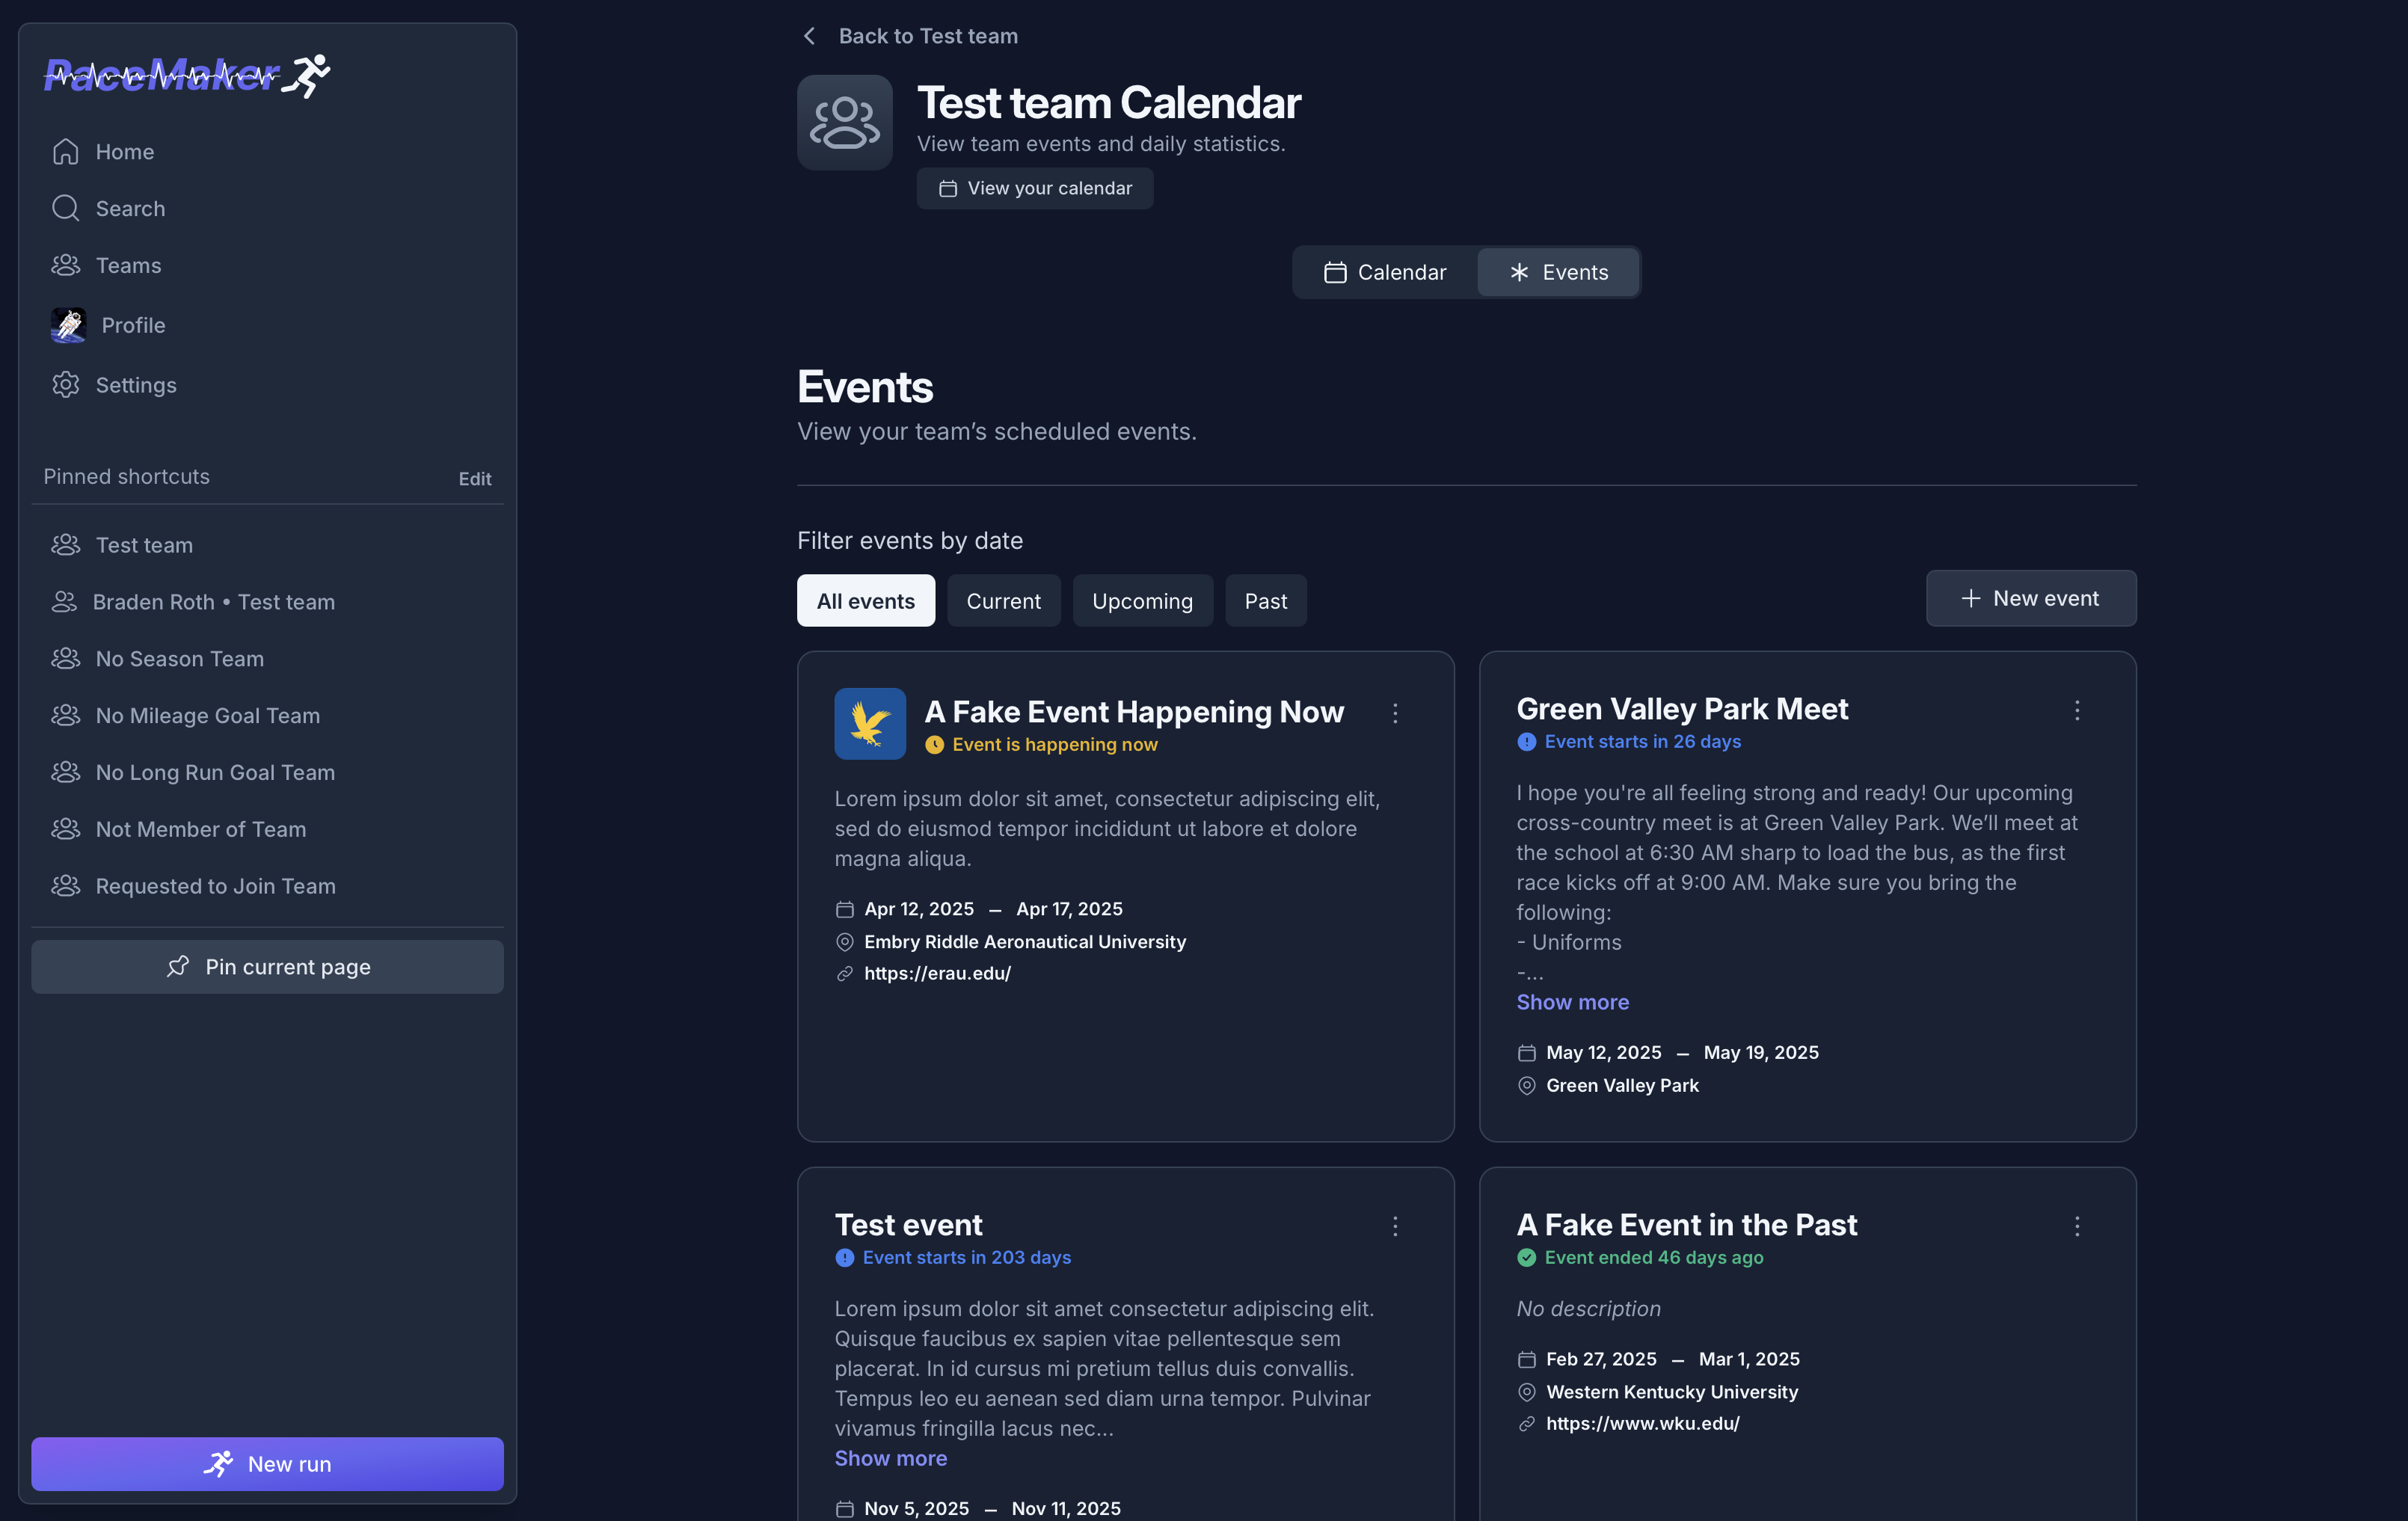 PaceMaker
Home
Search
Teams
Profile
Settings
Pinned shortcuts
Edit
Test team
Braden Roth • Test team
No Season Team
No Mileage Goal Team
No Long Run Goal Team
Not Member of Team
Requested to Join Team
Pin current page
New run
Back to Test team
Test team Calendar
View team events and daily statistics.
View your calendar
Calendar
Events
Events
View your team’s scheduled events.
Filter events by date
All events
Current
Upcoming
Past
New event
A Fake Event Happening Now
Event is happening now
Lorem ipsum dolor sit amet, consectetur adipiscing elit,
sed do eiusmod tempor incididunt ut labore et dolore
magna aliqua.
Apr 12, 2025 – Apr 17, 2025
Embry Riddle Aeronautical University
https://erau.edu/
Green Valley Park Meet
Event starts in 26 days
I hope you're all feeling strong and ready! Our upcoming
cross-country meet is at Green Valley Park. We’ll meet at
the school at 6:30 AM sharp to load the bus, as the first
race kicks off at 9:00 AM. Make sure you bring the
following:
- Uniforms
-...
Show more
May 12, 2025 – May 19, 2025
Green Valley Park
Test event
Event starts in 203 days
Lorem ipsum dolor sit amet consectetur adipiscing elit.
Quisque faucibus ex sapien vitae pellentesque sem
placerat. In id cursus mi pretium tellus duis convallis.
Tempus leo eu aenean sed diam urna tempor. Pulvinar
vivamus fringilla lacus nec...
Show more
Nov 5, 2025 – Nov 11, 2025
A Fake Event in the Past
Event ended 46 days ago
No description
Feb 27, 2025 – Mar 1, 2025
Western Kentucky University
https://www.wku.edu/